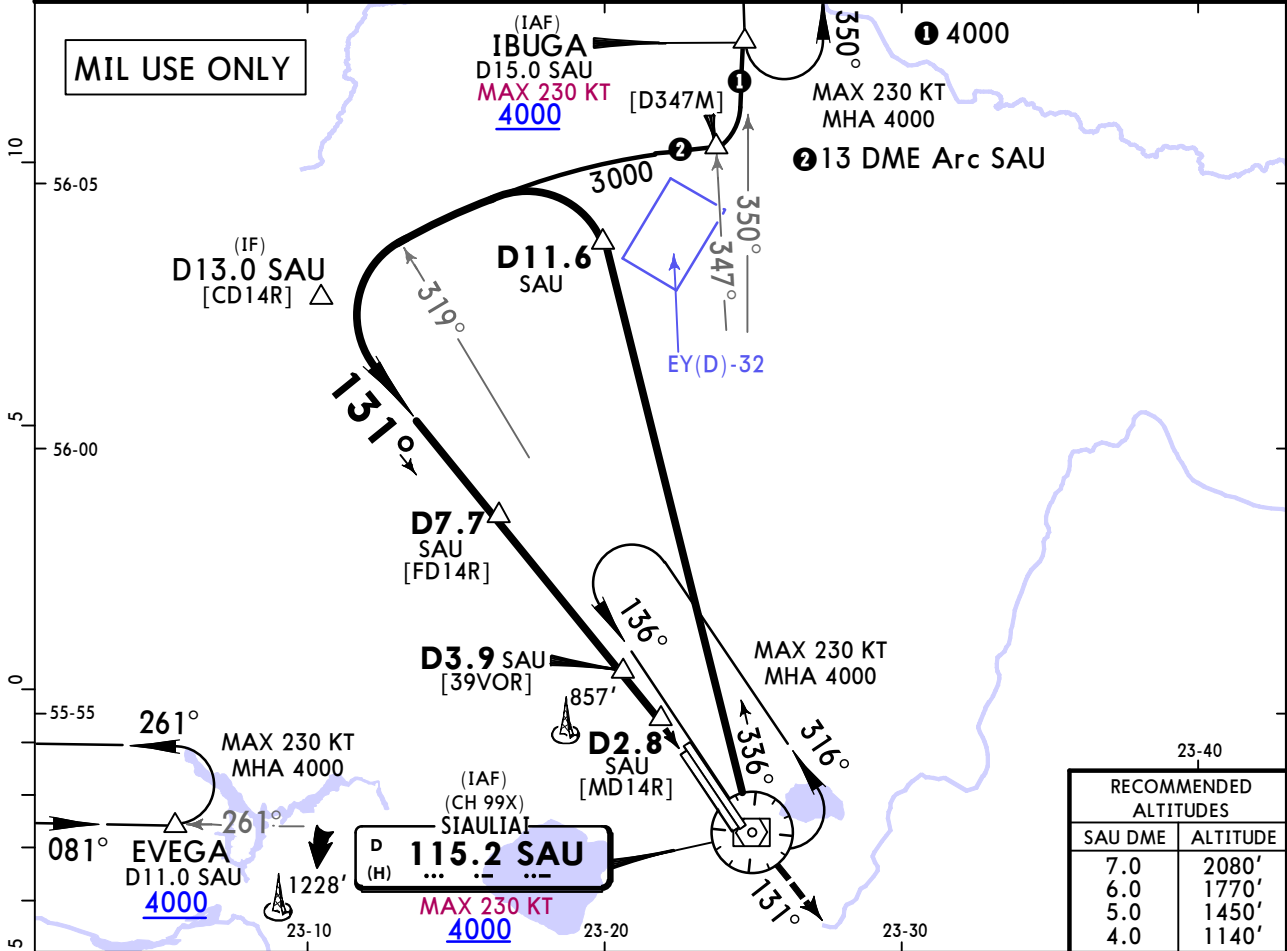 MIL USE ONLY
(IAF)
IBUGA
D15.0 SAU
MAX 230 KT
4000
[D347M]
1
350°
1 4000
MAX 230 KT
MHA 4000
2 13 DME Arc SAU
2
3000
10
56-05
(IF)
D13.0 SAU
[CD14R]
319°
D11.6
SAU
350°
347°
EY(D)-32
131°
5
56-00
D7.7
SAU
[FD14R]
136°
MAX 230 KT
MHA 4000
D3.9 SAU
[39VOR]
857'
0
55-55
D2.8
SAU
[MD14R]
336°
316°
261°
MAX 230 KT
MHA 4000
261°
081°
EVEGA
D11.0 SAU
4000
1228'
(IAF)
(CH 99X)
SIAULIAI
D
(H)
115.2 SAU
MAX 230 KT
4000
131°
23-40
RECOMMENDED
ALTITUDES
SAU DME ALTITUDE
7.0 2080'
6.0 1770'
5.0 1450'
4.0 1140'
5
23-10
23-20
23-30